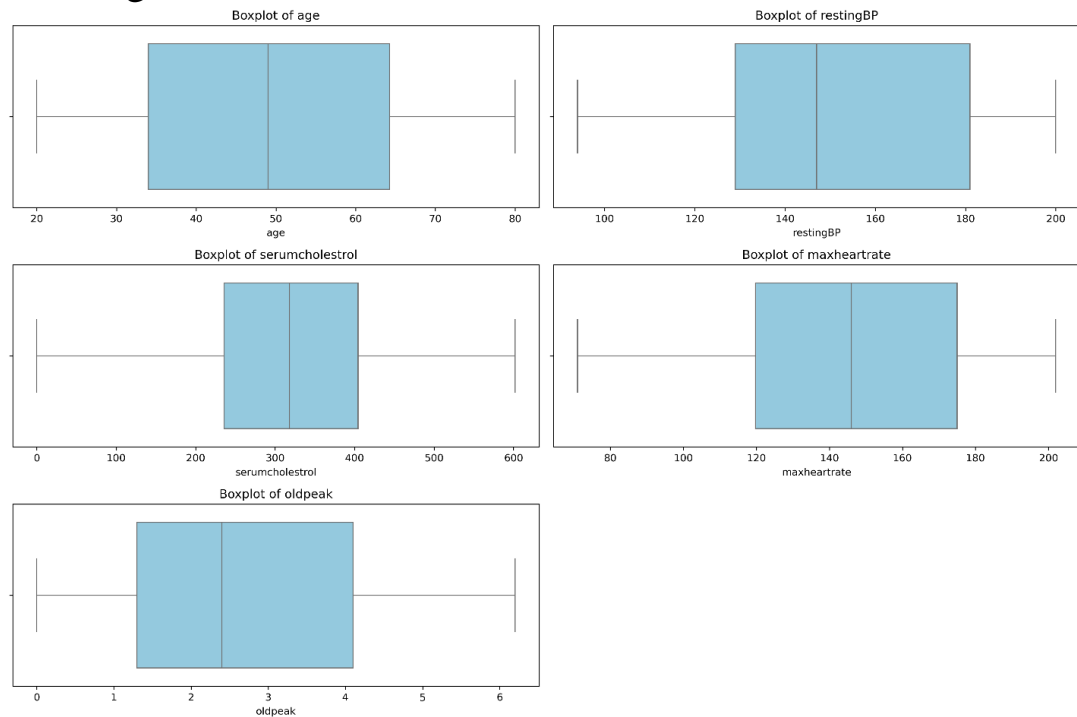 Boxplot of age
20 30 40 50 60 70 80
age
Boxplot of restingBP
100 120 140 160 180 200
restingBP
Boxplot of serumcholestrol
0 100 200 300 400 500 600
serumcholestrol
Boxplot of maxheartrate
80 100 120 140 160 180 200
maxheartrate
Boxplot of oldpeak
0 1 2 3 4 5 6
oldpeak